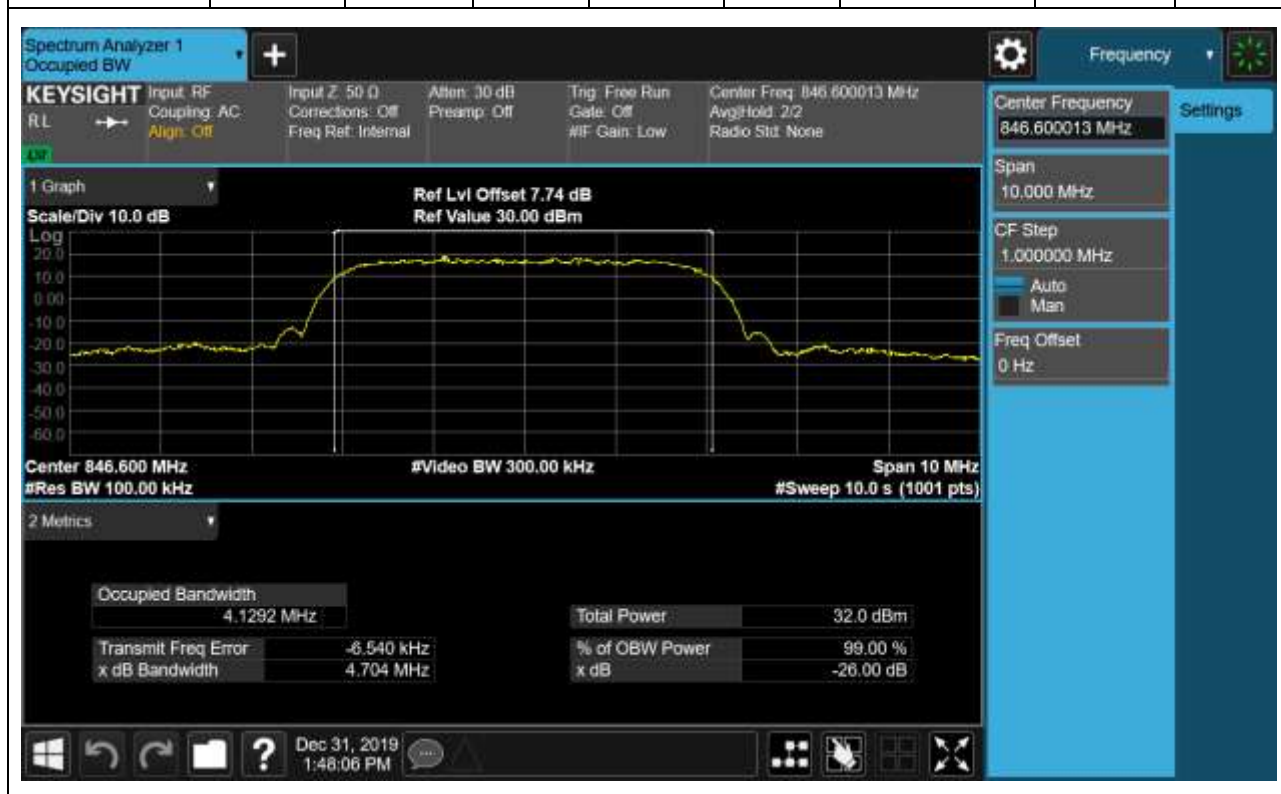 Spectrum Analyzer 1
Occupied BW
+
Frequency
KEYSIGHT Input: RF
RL Coupling: AC
Align: Off
Input Z: 50 Ω
Corrections: Off
Freq Ref: Internal
Atten: 30 dB
Preamp: Off
Trig: Free Run
Gate: Off
#IF Gain: Low
Center Freq: 846.600013 MHz
Avg|Hold: 2/2
Radio Std: None
Center Frequency
846.600013 MHz
Settings
Span
10.000 MHz
CF Step
1.000000 MHz
Auto
Man
Freq Offset
0 Hz
1 Graph
Scale/Div 10.0 dB
Ref Lvl Offset 7.74 dB
Ref Value 30.00 dBm
Log
20.0
10.0
0.00
-10.0
-20.0
-30.0
-40.0
-50.0
-60.0
Center 846.600 MHz #Video BW 300.00 kHz Span 10 MHz
#Res BW 100.00 kHz #Sweep 10.0 s (1001 pts)
2 Metrics
Occupied Bandwidth
4.1292 MHz
Total Power 32.0 dBm
Transmit Freq Error -6.540 kHz
% of OBW Power 99.00 %
x dB Bandwidth 4.704 MHz
x dB -26.00 dB
?
Dec 31, 2019
1:48:06 PM